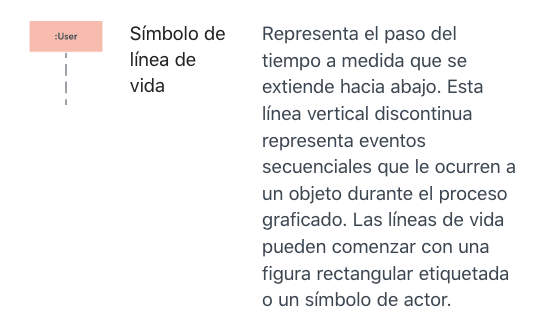 :User
Símbolo de
línea de
vida
Representa el paso del
tiempo a medida que se
extiende hacia abajo. Esta
línea vertical discontinua
representa eventos
secuenciales que le ocurren a
un objeto durante el proceso
graficado. Las líneas de vida
pueden comenzar con una
figura rectangular etiquetada
o un símbolo de actor.